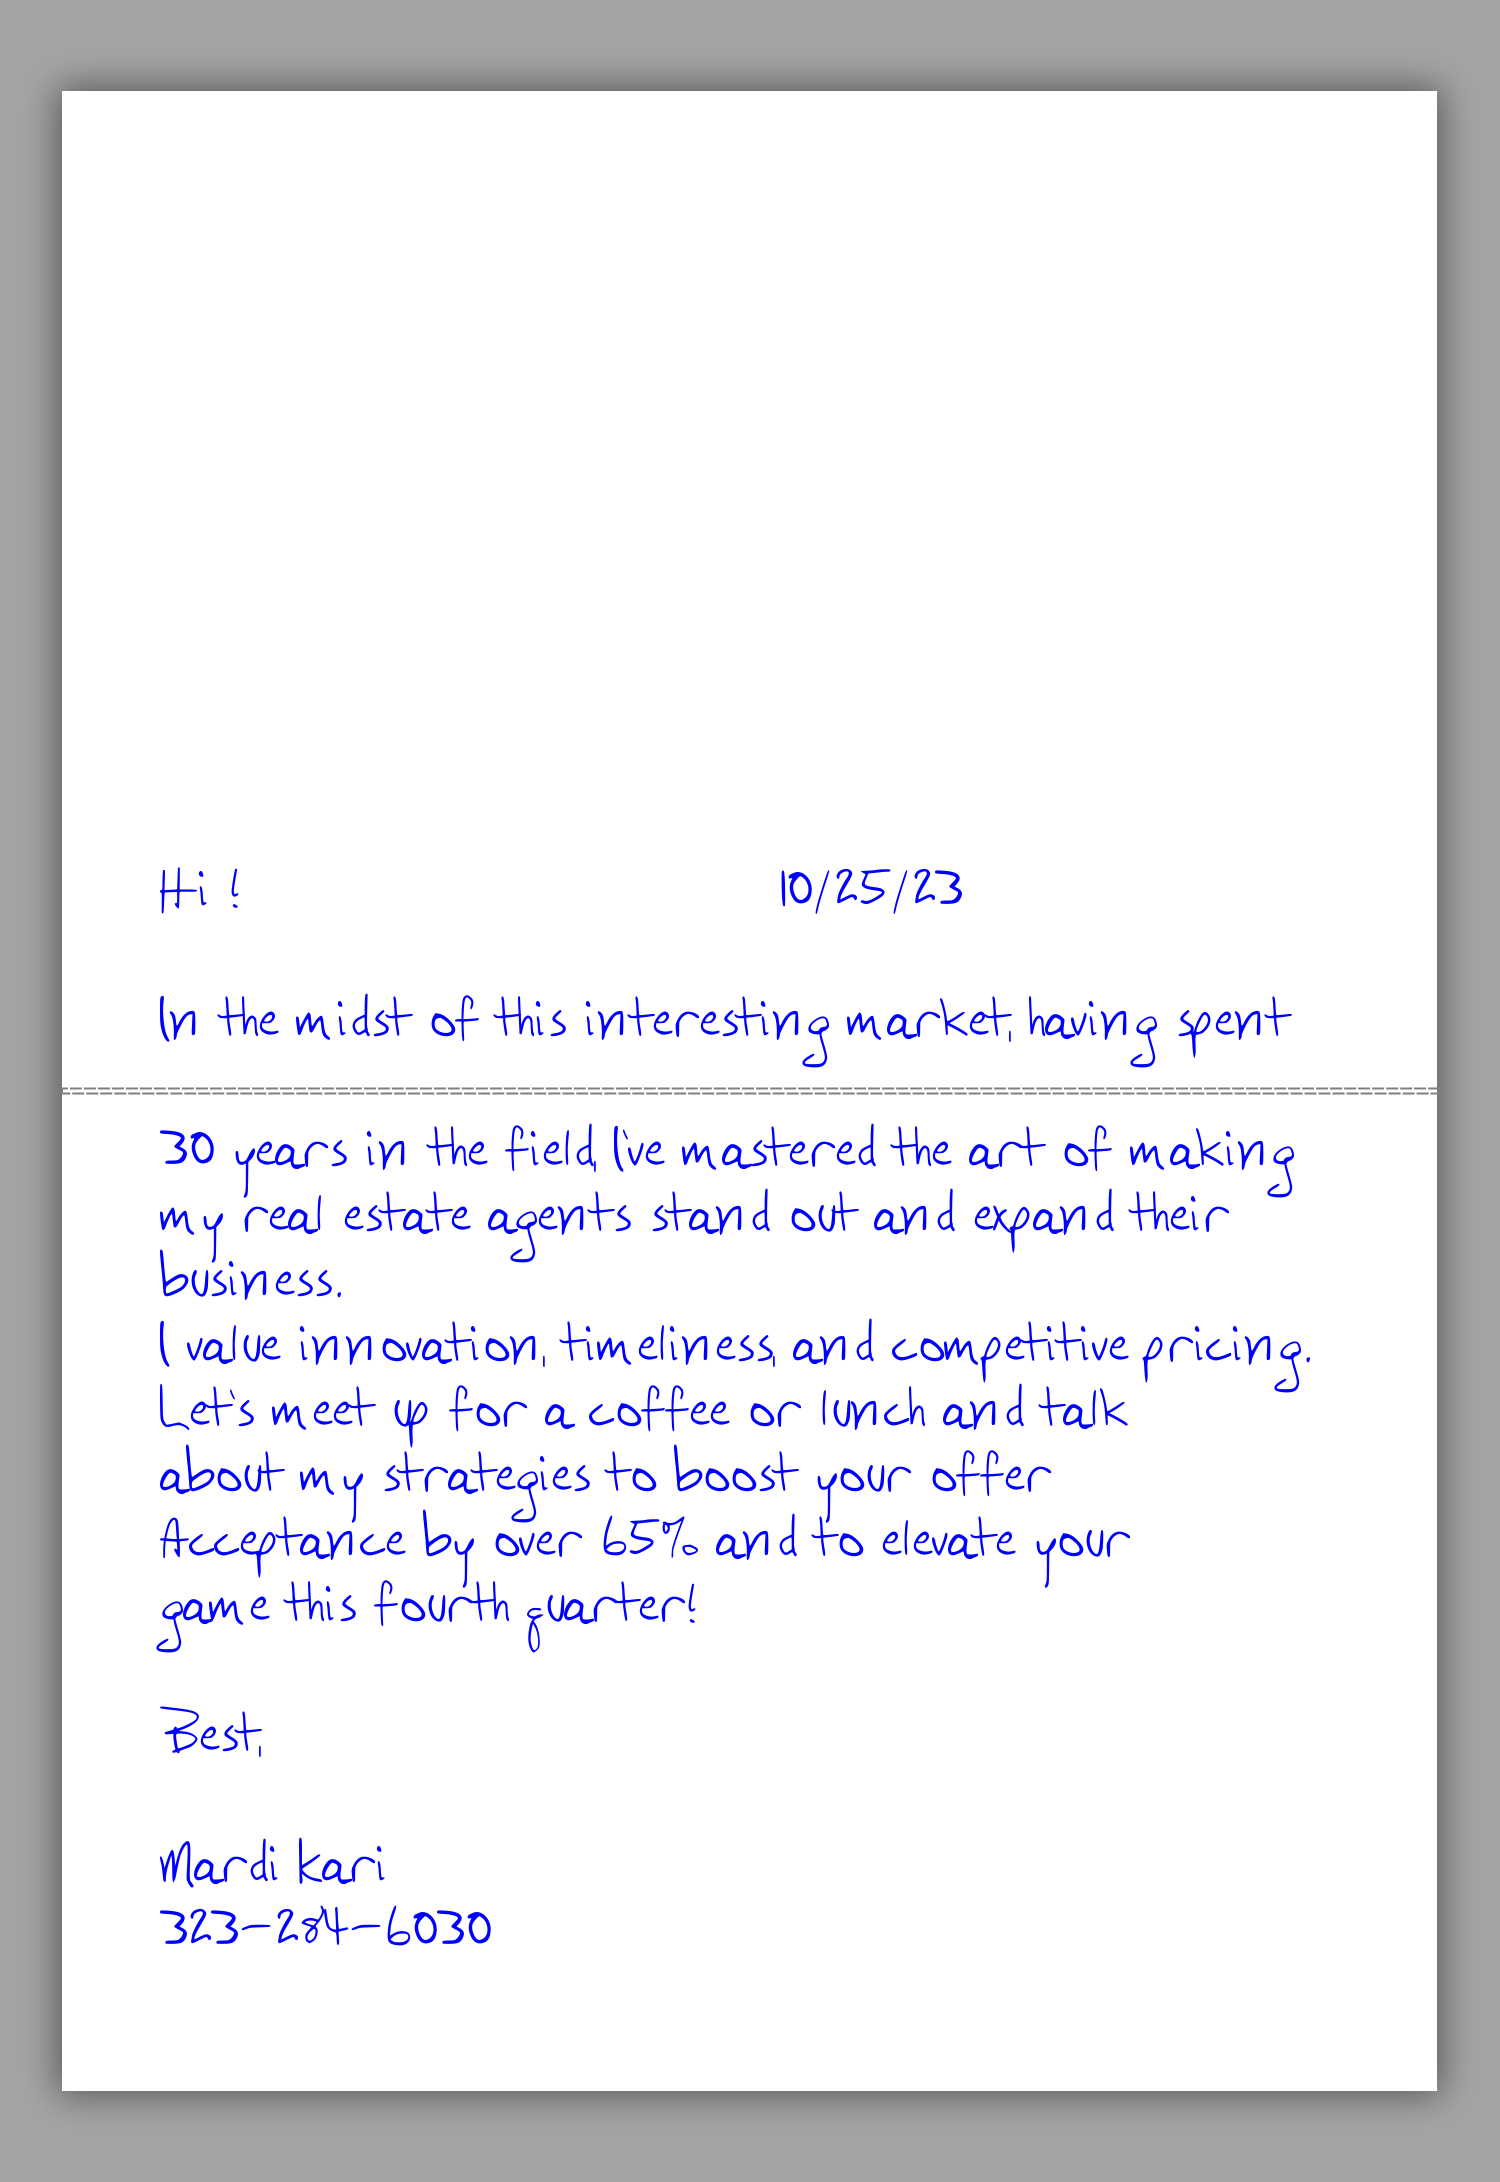 Hi ! 10/25/23
In the midst of this interesting market, having spent
30 years in the field, I've mastered the art of making
my real estate agents stand out and expand their
business.
I value innovation, timeliness, and competitive pricing.
Let's meet up for a coffee or lunch and talk
about my strategies to boost your offer
Acceptance by over 65% and to elevate your
game this fourth quarter!
Best,
Mardi kari
323-284-6030